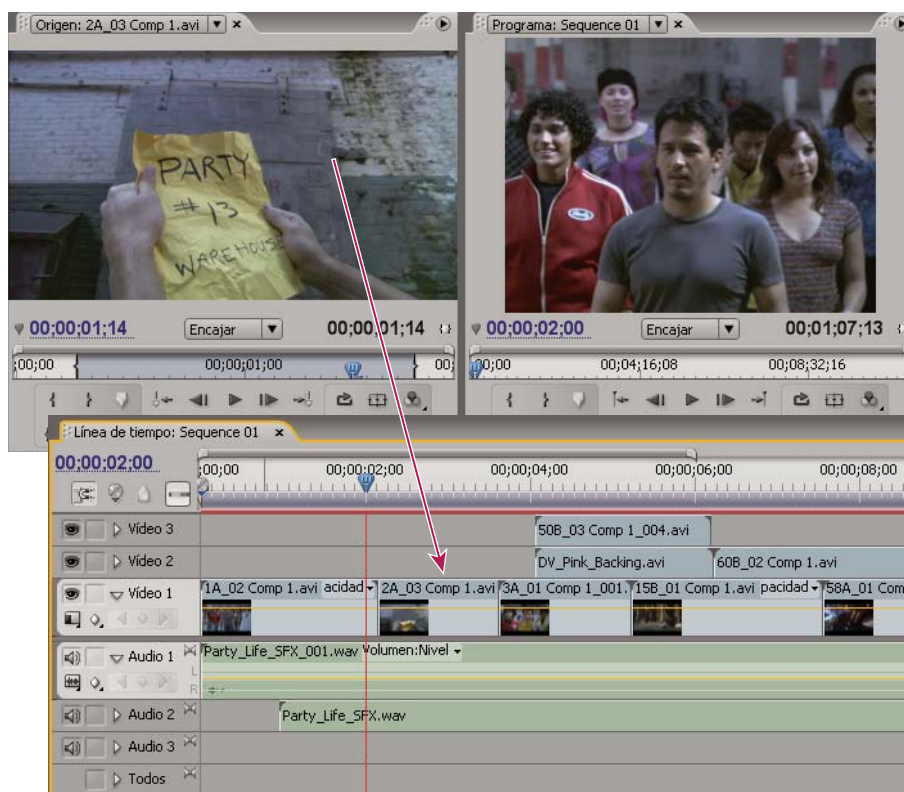 Origen: 2A_03 Comp 1.avi
Programa: Sequence 01
PARTY
#13
WAREHOUSE
00;00;01;14
Encajar
00;00;01;14
00;00;02;00
Encajar
00;01;07;13
;00;00
00;00;01;00
00;
00;00
00;04;16;08
00;08;32;16
Línea de tiempo: Sequence 01
00:00:02:00
;00;00
00;00;02;00
00;00;04;00
00;00;06;00
00;00;08;00
Vídeo 3
50B_03 Comp 1_004.avi
Vídeo 2
DV_Pink_Backing.avi
60B_02 Comp 1.avi
Vídeo 1
1A_02 Comp 1.avi acidad
2A_03 Comp 1.avi
3A_01 Comp 1_001.
15B_01 Comp 1.avi pacidad
58A_01 Com
Audio 1
Party_Life_SFX_001.wav Volumen:Nivel
L
R
Audio 2
Party_Life_SFX.wav
Audio 3
Todos